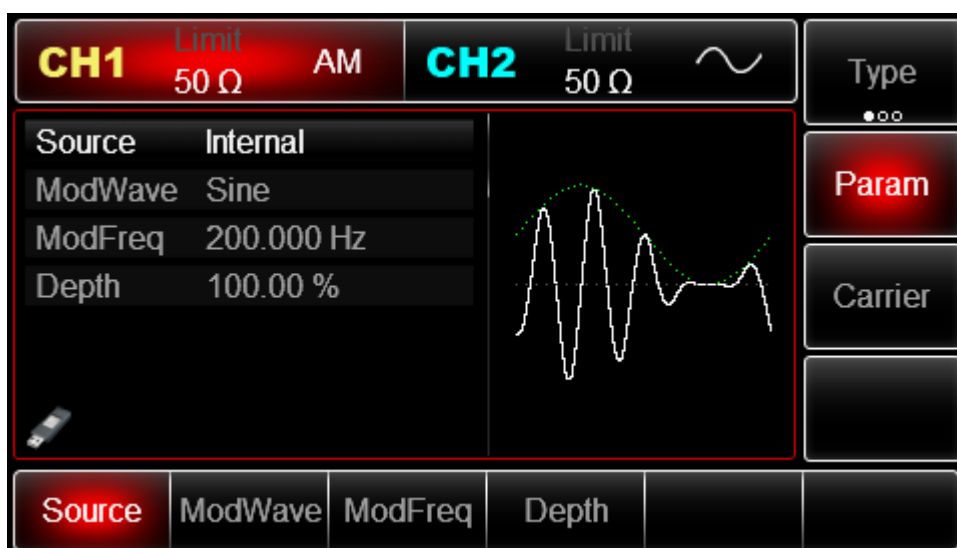 CH1 Limit 50 Ω AM CH2 Limit 50 Ω
Type
Source Internal
ModWave Sine
ModFreq 200.000 Hz
Depth 100.00 %
Param
Carrier
Source ModWave ModFreq Depth